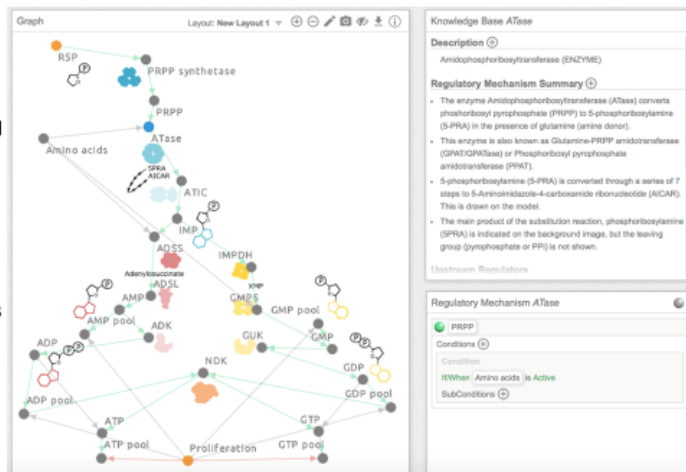 Graph
Layout: New Layout 1
R5P
PRPP synthetase
PRPP
ATase
Amino acids
5PRA
AICAR
ATIC
IMP
ADSS
IMPDH
Adenylosuccinate
ADSL
XMP
GMPS
AMP
GMP pool
AMP pool
ADK
GUK
GMP
ADP
NDK
GDP
ADP pool
GDP pool
ATP
GTP
ATP pool
Proliferation
GTP pool
Knowledge Base ATase
Description
Amidophosphoribosyltransferase (ENZYME)
Regulatory Mechanism Summary
• The enzyme Amidophosphoribosyltransferase (ATase) converts
phoshoribosyl pyrophosphate (PRPP) to 5-phosphoribosylamine
(5-PRA) in the presence of glutamine (amine donor).
• This enzyme is also known as Glutamine-PRPP amidotransferase
(GPAT/GPATase) or Phosphoribosyl pyrophosphate
amidotransferase (PPAT).
• 5-phosphoribosylamine (5-PRA) is converted through a series of 7
steps to 5-Aminoimidazole-4-carboxamide ribonucleotide (AICAR).
This is drawn on the model.
• The main product of the substitution reaction, phosphoribosylamine
(5PRA) is indicated on the background image, but the leaving
group (pyrophosphate or PPi) is not shown.
Upstream Regulators
Regulatory Mechanism ATase
PRPP
Conditions
Condition
If/When Amino acids is Active
SubConditions